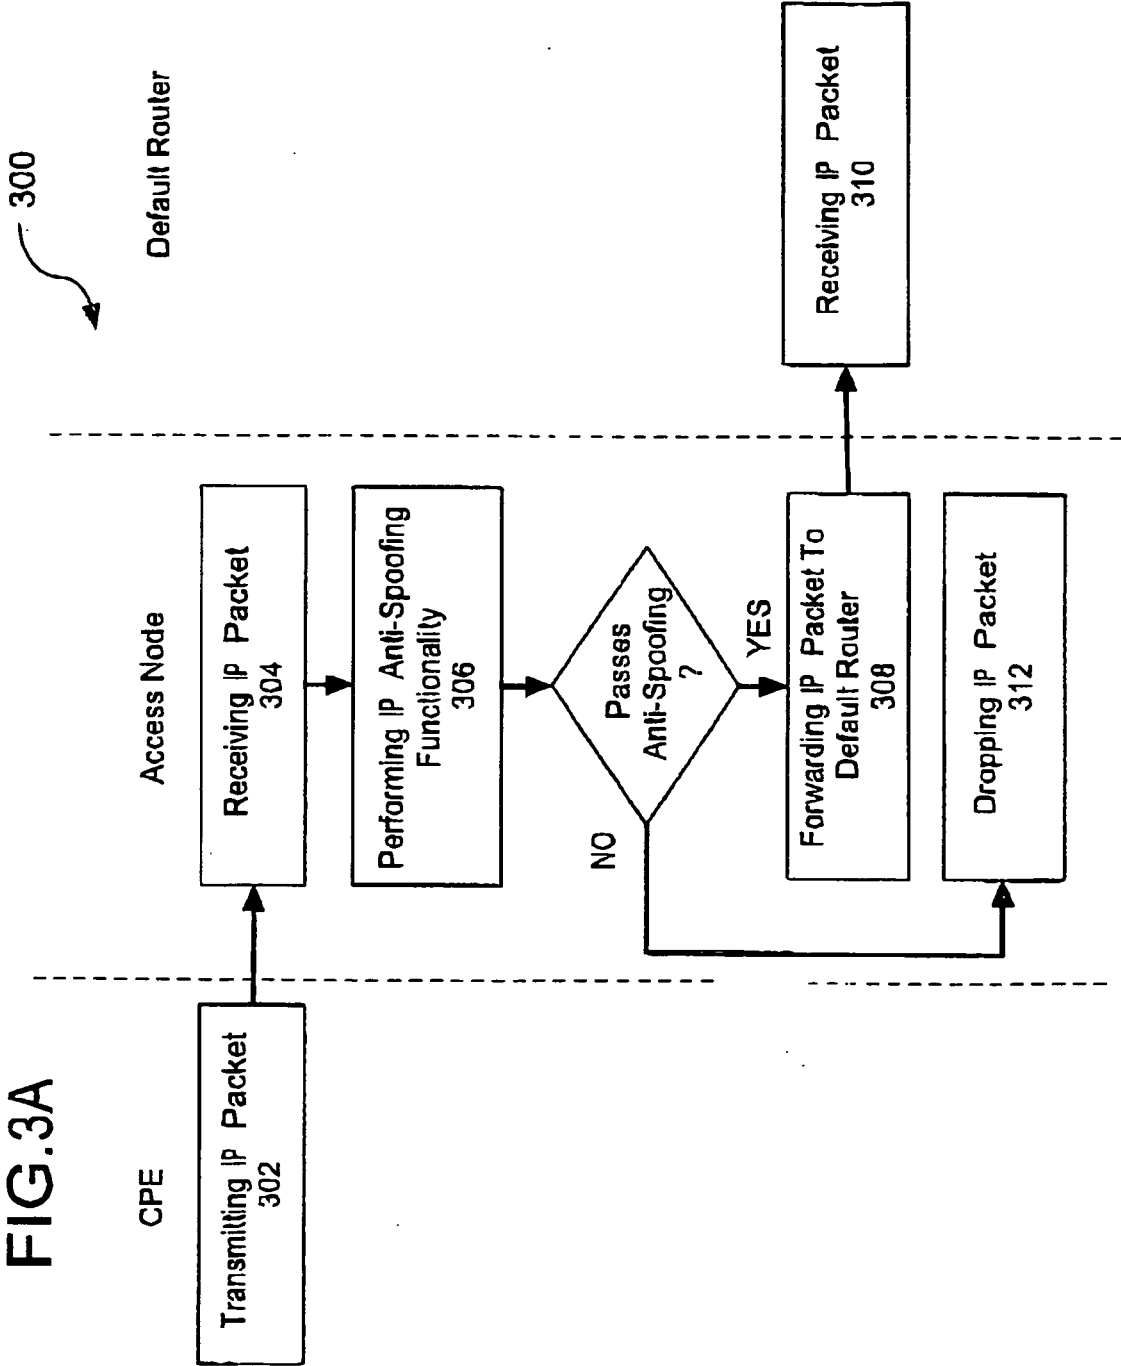 FIG.3A
300
CPE
Access Node
Default Router
Transmitting IP Packet
302
Receiving IP Packet
304
Performing IP Anti-Spoofing
Functionality
306
Passes
Anti-Spoofing
?
NO
YES
Forwarding IP Packet To
Default Router
308
Receiving IP Packet
310
Dropping IP Packet
312